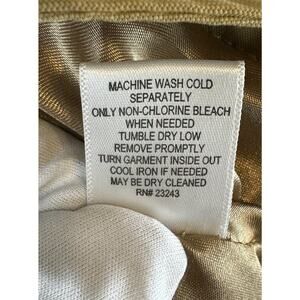 MACHINE WASH COLD
SEPARATELY
ONLY NON-CHLORINE BLEACH
WHEN NEEDED
TUMBLE DRY LOW
REMOVE PROMPTLY
TURN GARMENT INSIDE OUT
COOL IRON IF NEEDED
MAY BE DRY CLEANED
RN# 23243